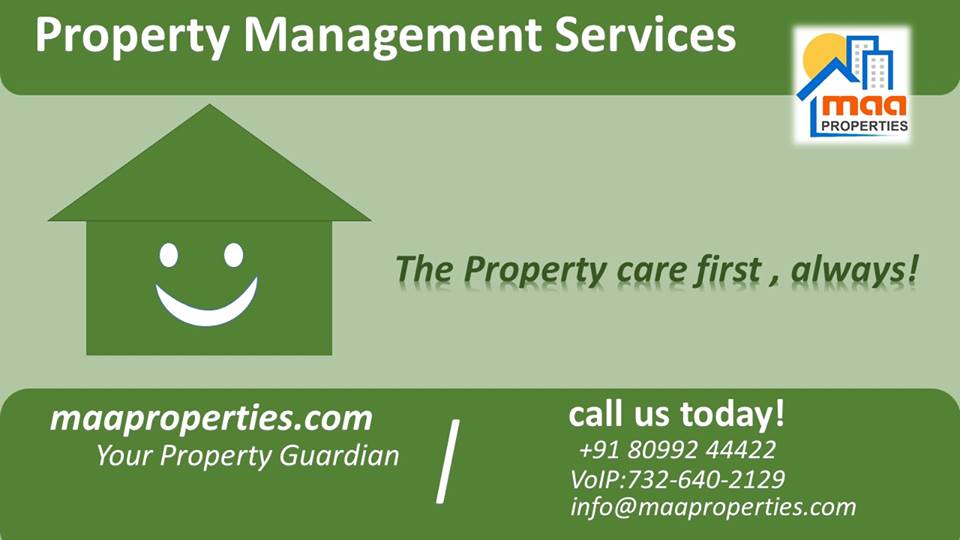 Property Management Services
maa
PROPERTIES
The Property care first , always!
maaproperties.com
Your Property Guardian
/
call us today!
+91 80992 44422
VoIP:732-640-2129
info@maaproperties.com